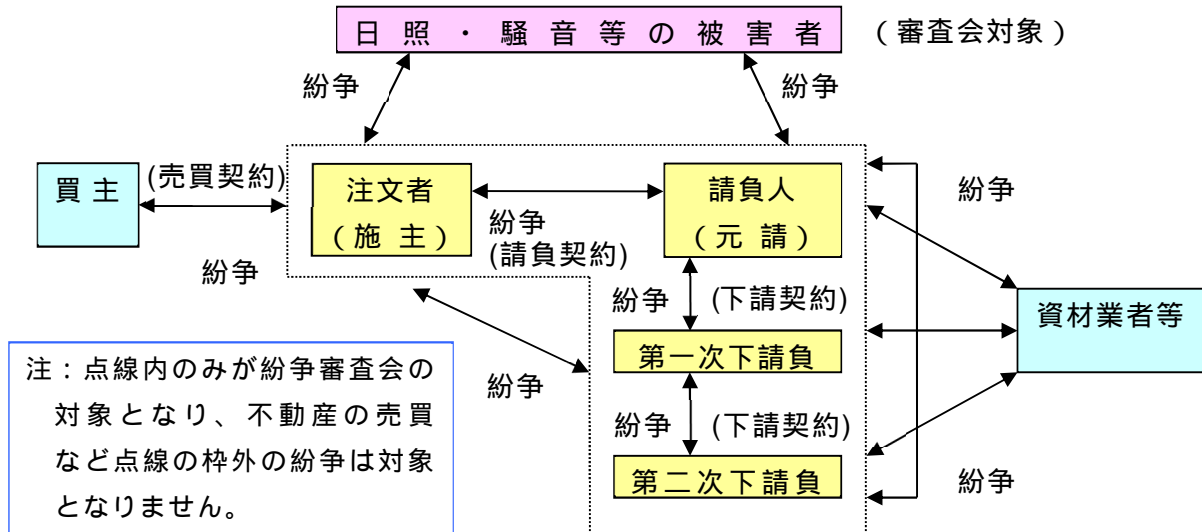 日照・騒音等の被害者
（審査会対象）
紛争
紛争
買主
(売買契約)
紛争
注文者
（施主）
紛争
(請負契約)
請負人
（元請）
紛争
紛争
(下請契約)
第一次下請負
紛争
(下請契約)
第二次下請負
紛争
資材業者等
紛争
注：点線内のみが紛争審査会の
対象となり、不動産の売買
など点線の枠外の紛争は対象
となりません。